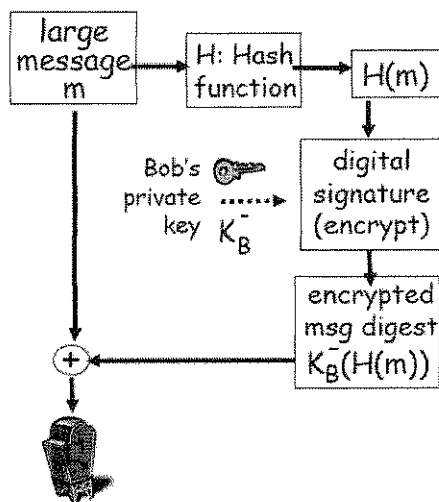 large
message
m
H: Hash
function
H(m)
Bob's
private
key K_B^-
digital
signature
(encrypt)
encrypted
msg digest
K_B^-(H(m))
+